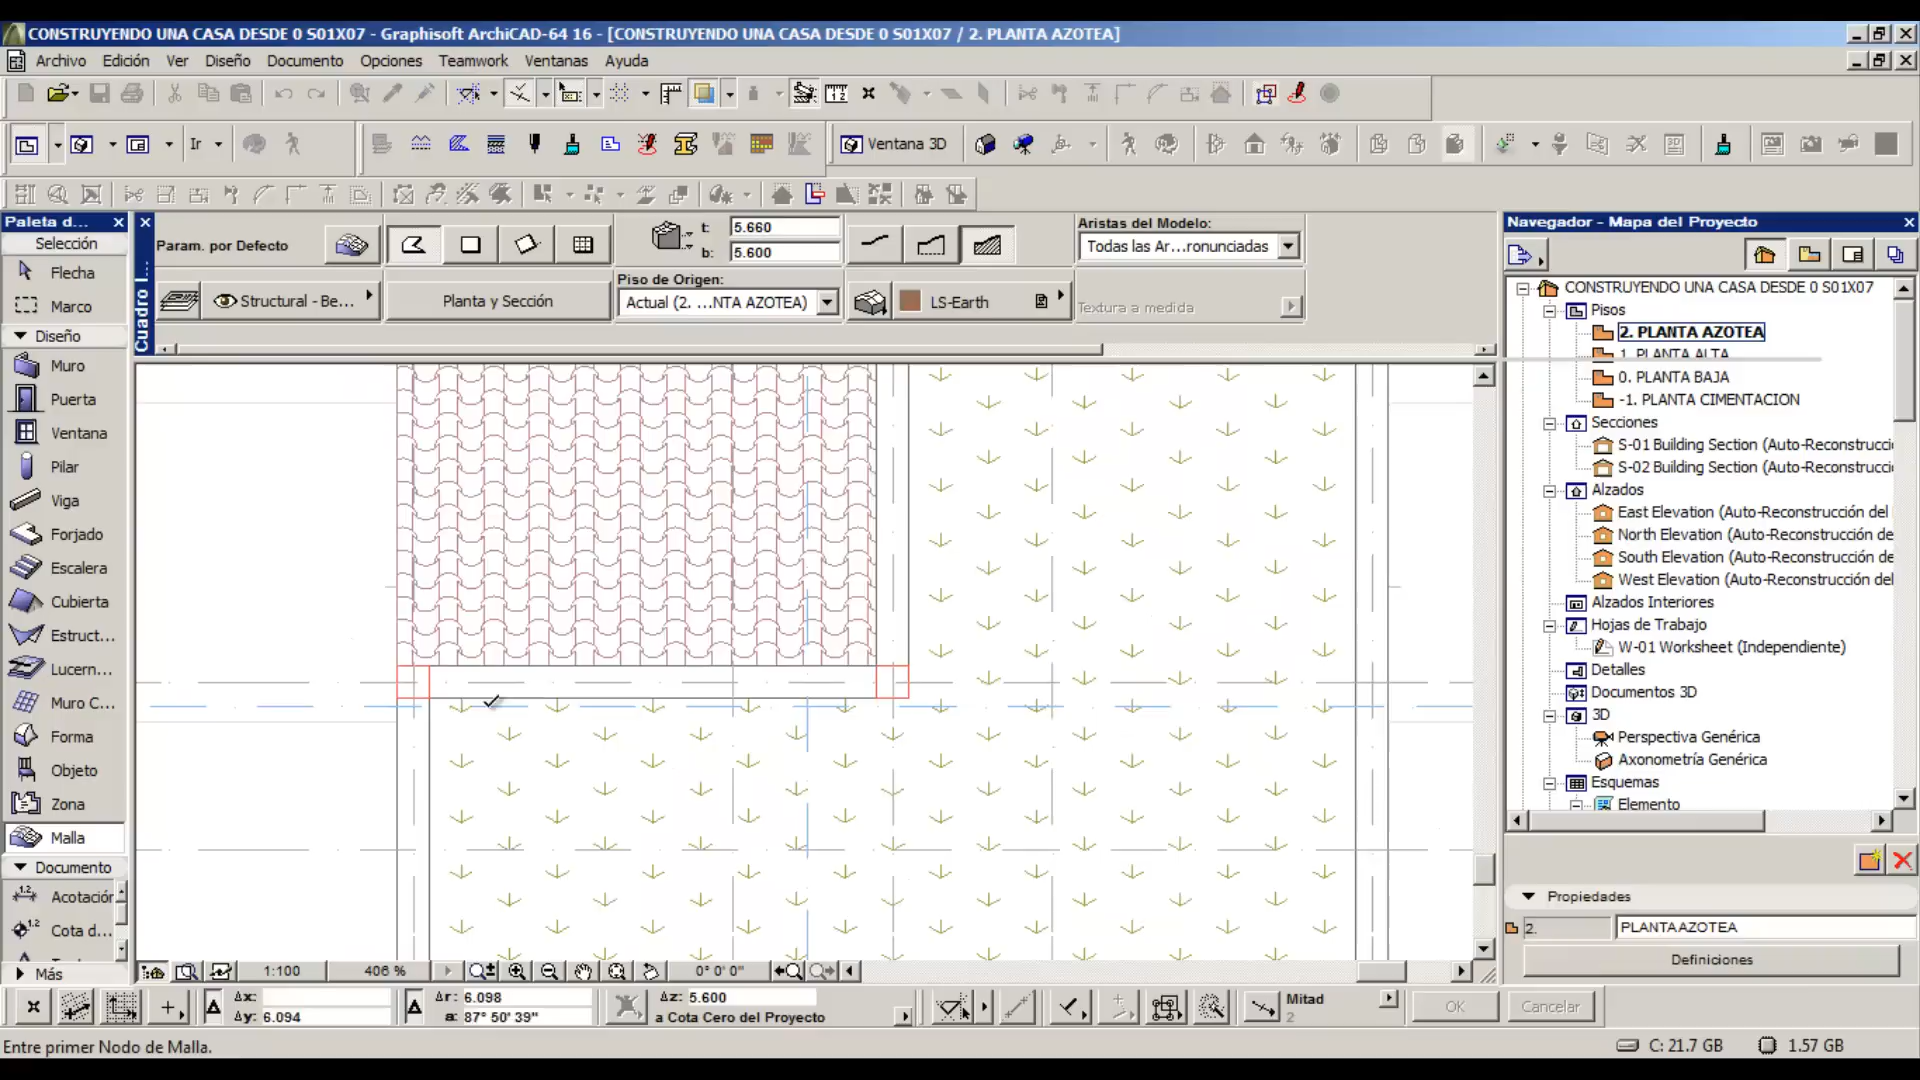 CONSTRUYENDO UNA CASA DESDE 0 S01X07 - Graphisoft ArchiCAD-64 16 - [CONSTRUYENDO UNA CASA DESDE 0 S01X07 / 2. PLANTA AZOTEA]
Archivo Edición Ver Diseño Documento Opciones Teamwork Ventanas Ayuda
Ir
Ventana 3D
Paleta d...
Selección
Flecha
Marco
Diseño
Muro
Puerta
Ventana
Pilar
Viga
Forjado
Escalera
Cubierta
Estruct...
Lucern...
Muro C...
Forma
Objeto
Zona
Malla
Documento
Acotación
Cota d...
Más
Param. por Defecto
t: 5.660
b: 5.600
Aristas del Modelo:
Todas las Ar...ronunciadas
Structural - Be...
Planta y Sección
Piso de Origen:
Actual (2. ...NTA AZOTEA)
LS-Earth
Textura a medida
Navegador - Mapa del Proyecto
CONSTRUYENDO UNA CASA DESDE 0 S01X07
Pisos
2. PLANTA AZOTEA
1. PLANTA ALTA
0. PLANTA BAJA
-1. PLANTA CIMENTACION
Secciones
S-01 Building Section (Auto-Reconstrucci
S-02 Building Section (Auto-Reconstrucci
Alzados
East Elevation (Auto-Reconstrucción del
North Elevation (Auto-Reconstrucción de
South Elevation (Auto-Reconstrucción de
West Elevation (Auto-Reconstrucción del
Alzados Interiores
Hojas de Trabajo
W-01 Worksheet (Independiente)
Detalles
Documentos 3D
3D
Perspectiva Genérica
Axonometría Genérica
Esquemas
Elemento
Propiedades
2. PLANTA AZOTEA
Definiciones
1:100 406 % 0° 0' 0"
Δx:
Δy: 6.094
Δr: 6.098
a: 87° 50' 39"
Δz: 5.600
a Cota Cero del Proyecto
Mitad
2
OK Cancelar
Entre primer Nodo de Malla.
C: 21.7 GB 1.57 GB